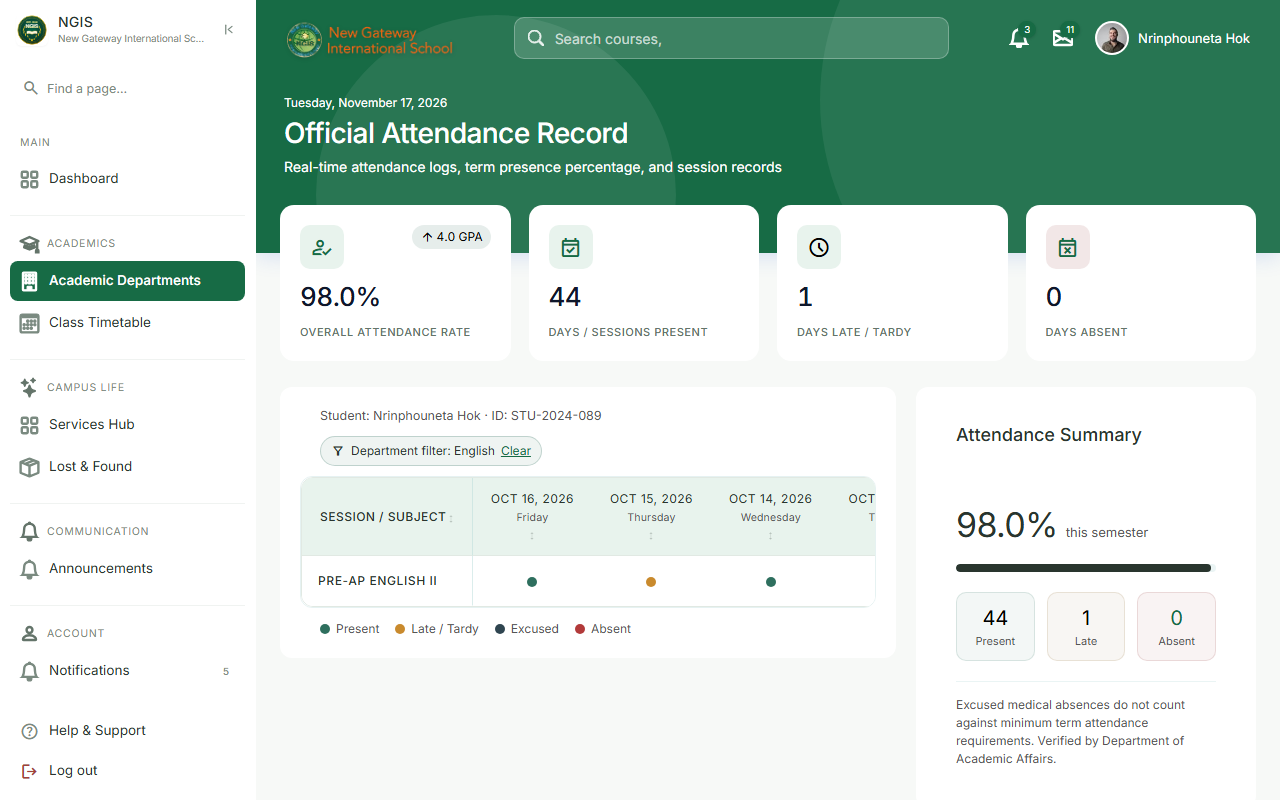 NGIS
New Gateway International Sc...
Find a page...
MAIN
Dashboard
ACADEMICS
Academic Departments
Class Timetable
CAMPUS LIFE
Services Hub
Lost & Found
COMMUNICATION
Announcements
ACCOUNT
Notifications 5
Help & Support
Log out
New Gateway
International School
Search courses,
3
11
Nrinphouneta Hok
Tuesday, November 17, 2026
Official Attendance Record
Real-time attendance logs, term presence percentage, and session records
↑ 4.0 GPA
98.0%
OVERALL ATTENDANCE RATE
44
DAYS / SESSIONS PRESENT
1
DAYS LATE / TARDY
0
DAYS ABSENT
Student: Nrinphouneta Hok · ID: STU-2024-089
Department filter: English Clear
SESSION / SUBJECT
OCT 16, 2026
Friday
OCT 15, 2026
Thursday
OCT 14, 2026
Wednesday
OCT
T
PRE-AP ENGLISH II
Present Late / Tardy Excused Absent
Attendance Summary
98.0% this semester
44
Present
1
Late
0
Absent
Excused medical absences do not count
against minimum term attendance
requirements. Verified by Department of
Academic Affairs.